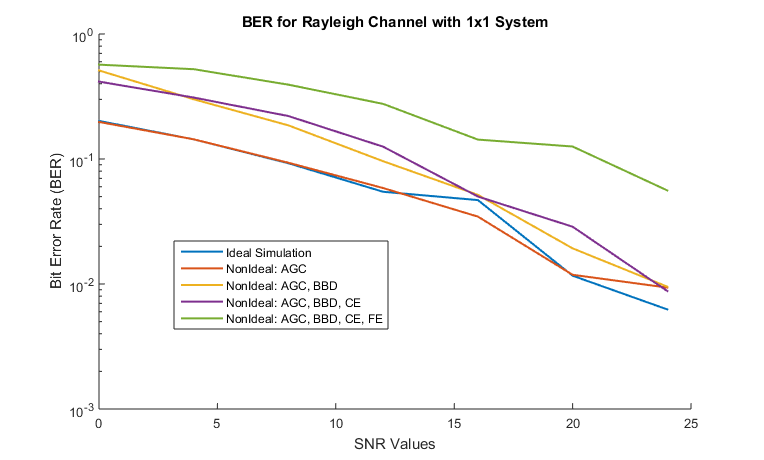 BER for Rayleigh Channel with 1x1 System
Bit Error Rate (BER)
10^0
10^-1
10^-2
10^-3
Ideal Simulation
NonIdeal: AGC
NonIdeal: AGC, BBD
NonIdeal: AGC, BBD, CE
NonIdeal: AGC, BBD, CE, FE
0 5 10 15 20 25
SNR Values